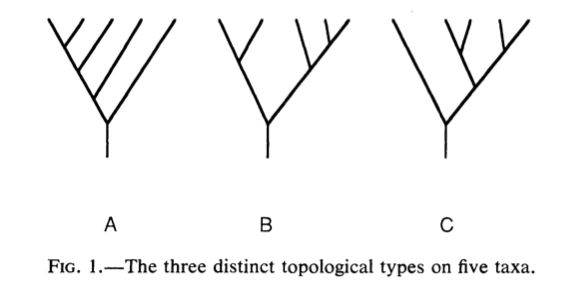 A B C
FIG. 1.—The three distinct topological types on five taxa.